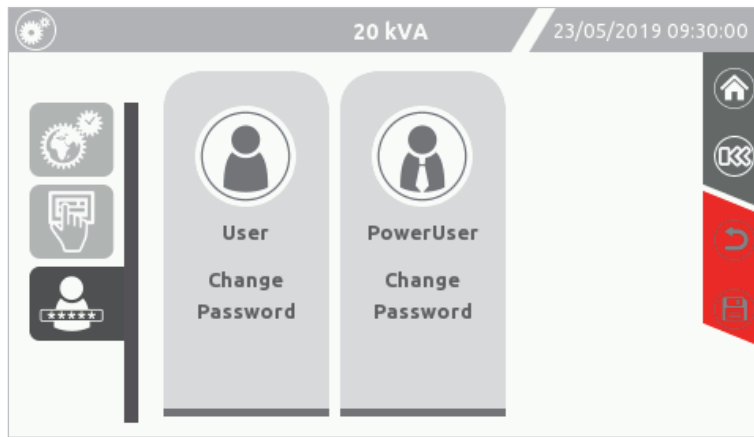 20 kVA
23/05/2019 09:30:00
User
Change
Password
PowerUser
Change
Password
*****